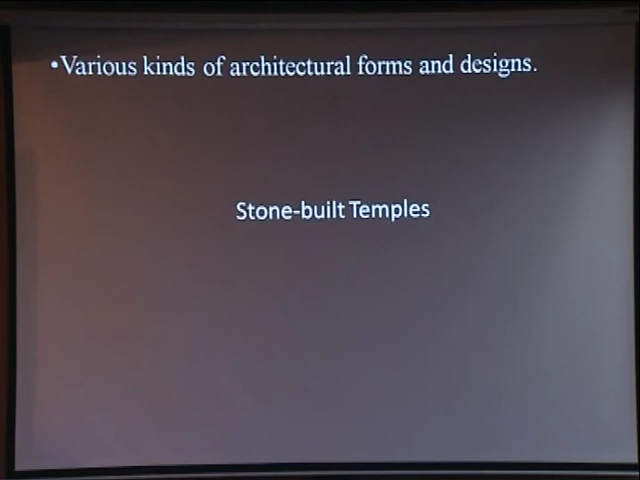 •Various kinds of architectural forms and designs.
Stone-built Temples